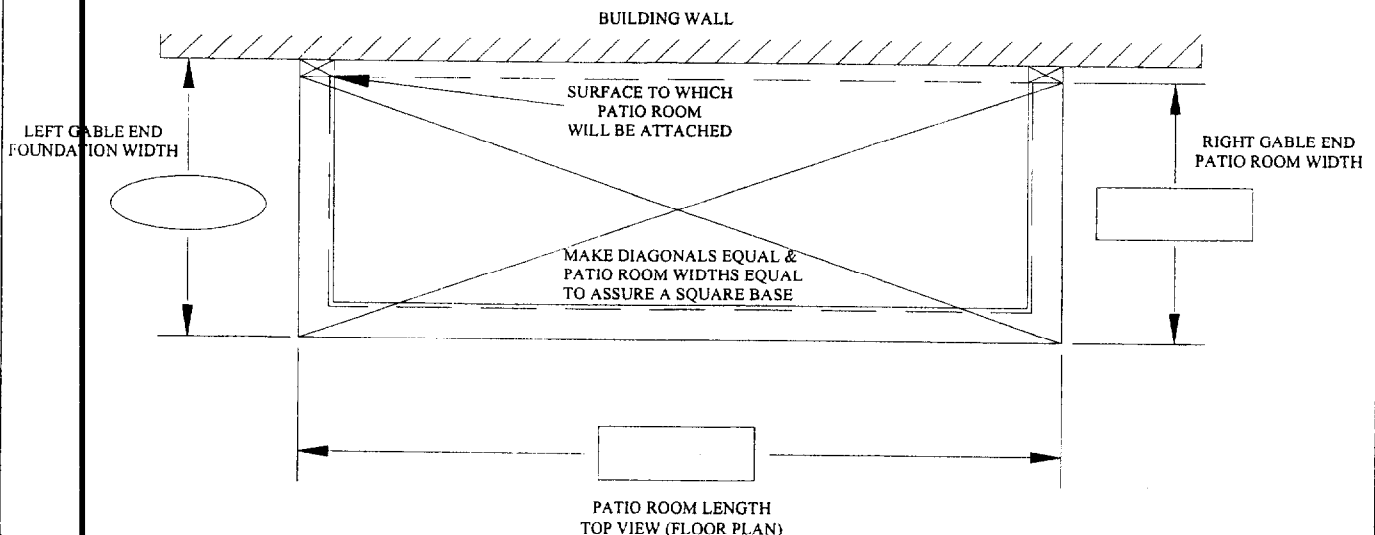 BUILDING WALL
SURFACE TO WHICH
PATIO ROOM
WILL BE ATTACHED
LEFT GABLE END
FOUNDATION WIDTH
RIGHT GABLE END
PATIO ROOM WIDTH
MAKE DIAGONALS EQUAL &
PATIO ROOM WIDTHS EQUAL
TO ASSURE A SQUARE BASE
PATIO ROOM LENGTH
TOP VIEW (FLOOR PLAN)